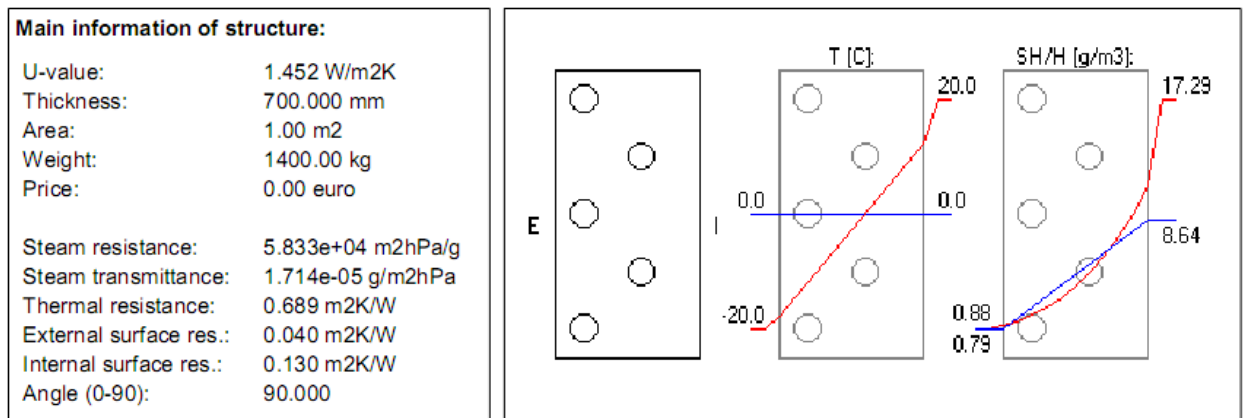 Main information of structure:
U-value: 1.452 W/m2K
Thickness: 700.000 mm
Area: 1.00 m2
Weight: 1400.00 kg
Price: 0.00 euro
Steam resistance: 5.833e+04 m2hPa/g
Steam transmittance: 1.714e-05 g/m2hPa
Thermal resistance: 0.689 m2K/W
External surface res.: 0.040 m2K/W
Internal surface res.: 0.130 m2K/W
Angle (0-90): 90.000
E
I
T [C]:
20.0
0.0
0.0
-20.0
SH/H [g/m3]:
17.29
8.64
0.88
0.79